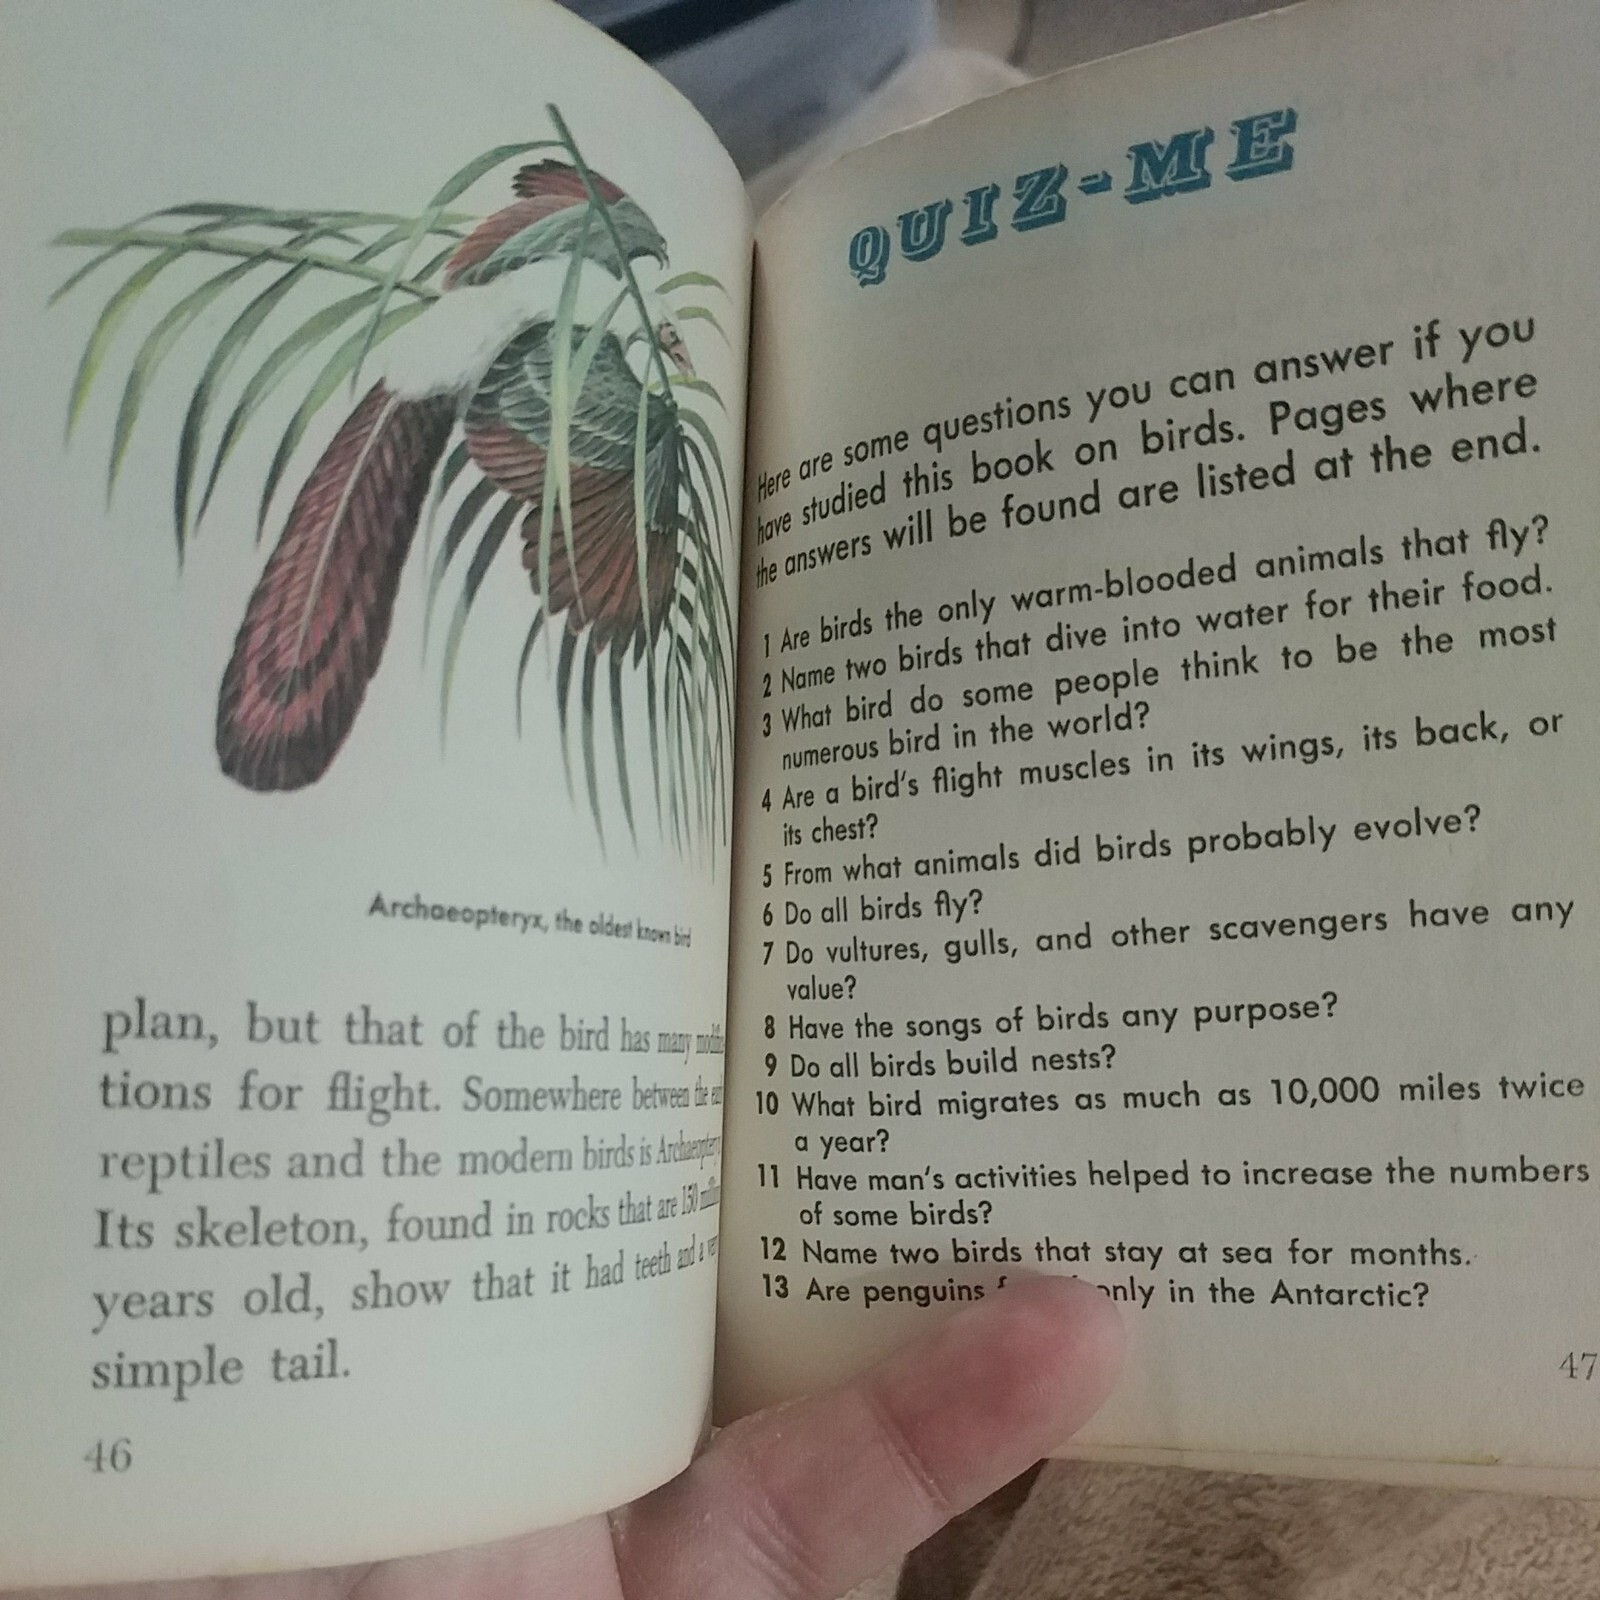 Archaeopteryx, the oldest known bird
plan, but that of the bird has many
tions for flight. Somewhere between the
reptiles and the modern birds is
Its skeleton, found in rocks that are 150
years old, show that it had teeth and a
simple tail.
46
QUIZ-ME
Here are some questions you can answer if you
have studied this book on birds. Pages where
the answers will be found are listed at the end.
1 Are birds the only warm-blooded animals that fly?
2 Name two birds that dive into water for their food.
3 What bird do some people think to be the most
numerous bird in the world?
4 Are a bird's flight muscles in its wings, its back, or
its chest?
5 From what animals did birds probably evolve?
6 Do all birds fly?
7 Do vultures, gulls, and other scavengers have any
value?
8 Have the songs of birds any purpose?
9 Do all birds build nests?
10 What bird migrates as much as 10,000 miles twice
a year?
11 Have man's activities helped to increase the numbers
of some birds?
12 Name two birds that stay at sea for months.
13 Are penguins only in the Antarctic?
47